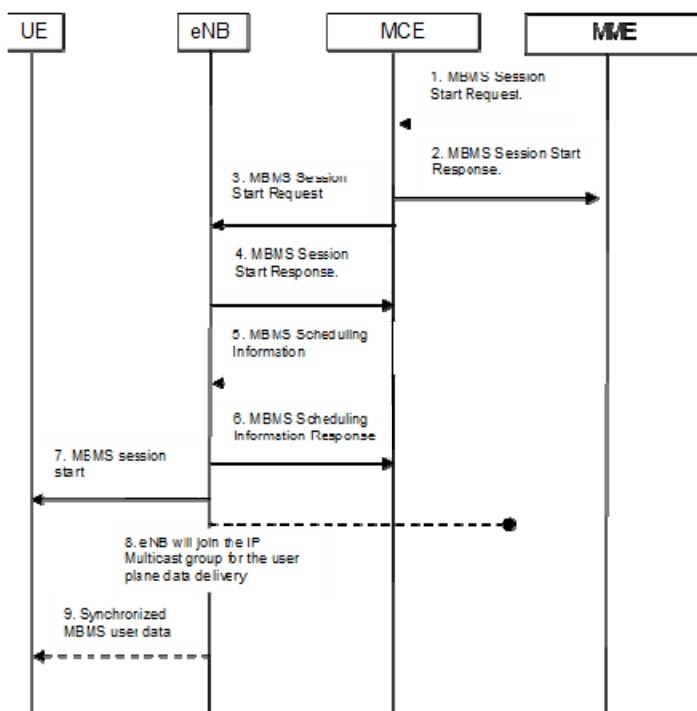 UE
eNB
MCE
MME
1. MBMS Session
Start Request.
2. MBMS Session Start
Response.
3. MBMS Session
Start Request
4. MBMS Session
Start Response.
5. MBMS Scheduling
Information
6. MBMS Scheduling
Information Response
7. MBMS session
start
8. eNB will join the IP
Multicast group for the user
plane data delivery
9. Synchronized
MBMS user data